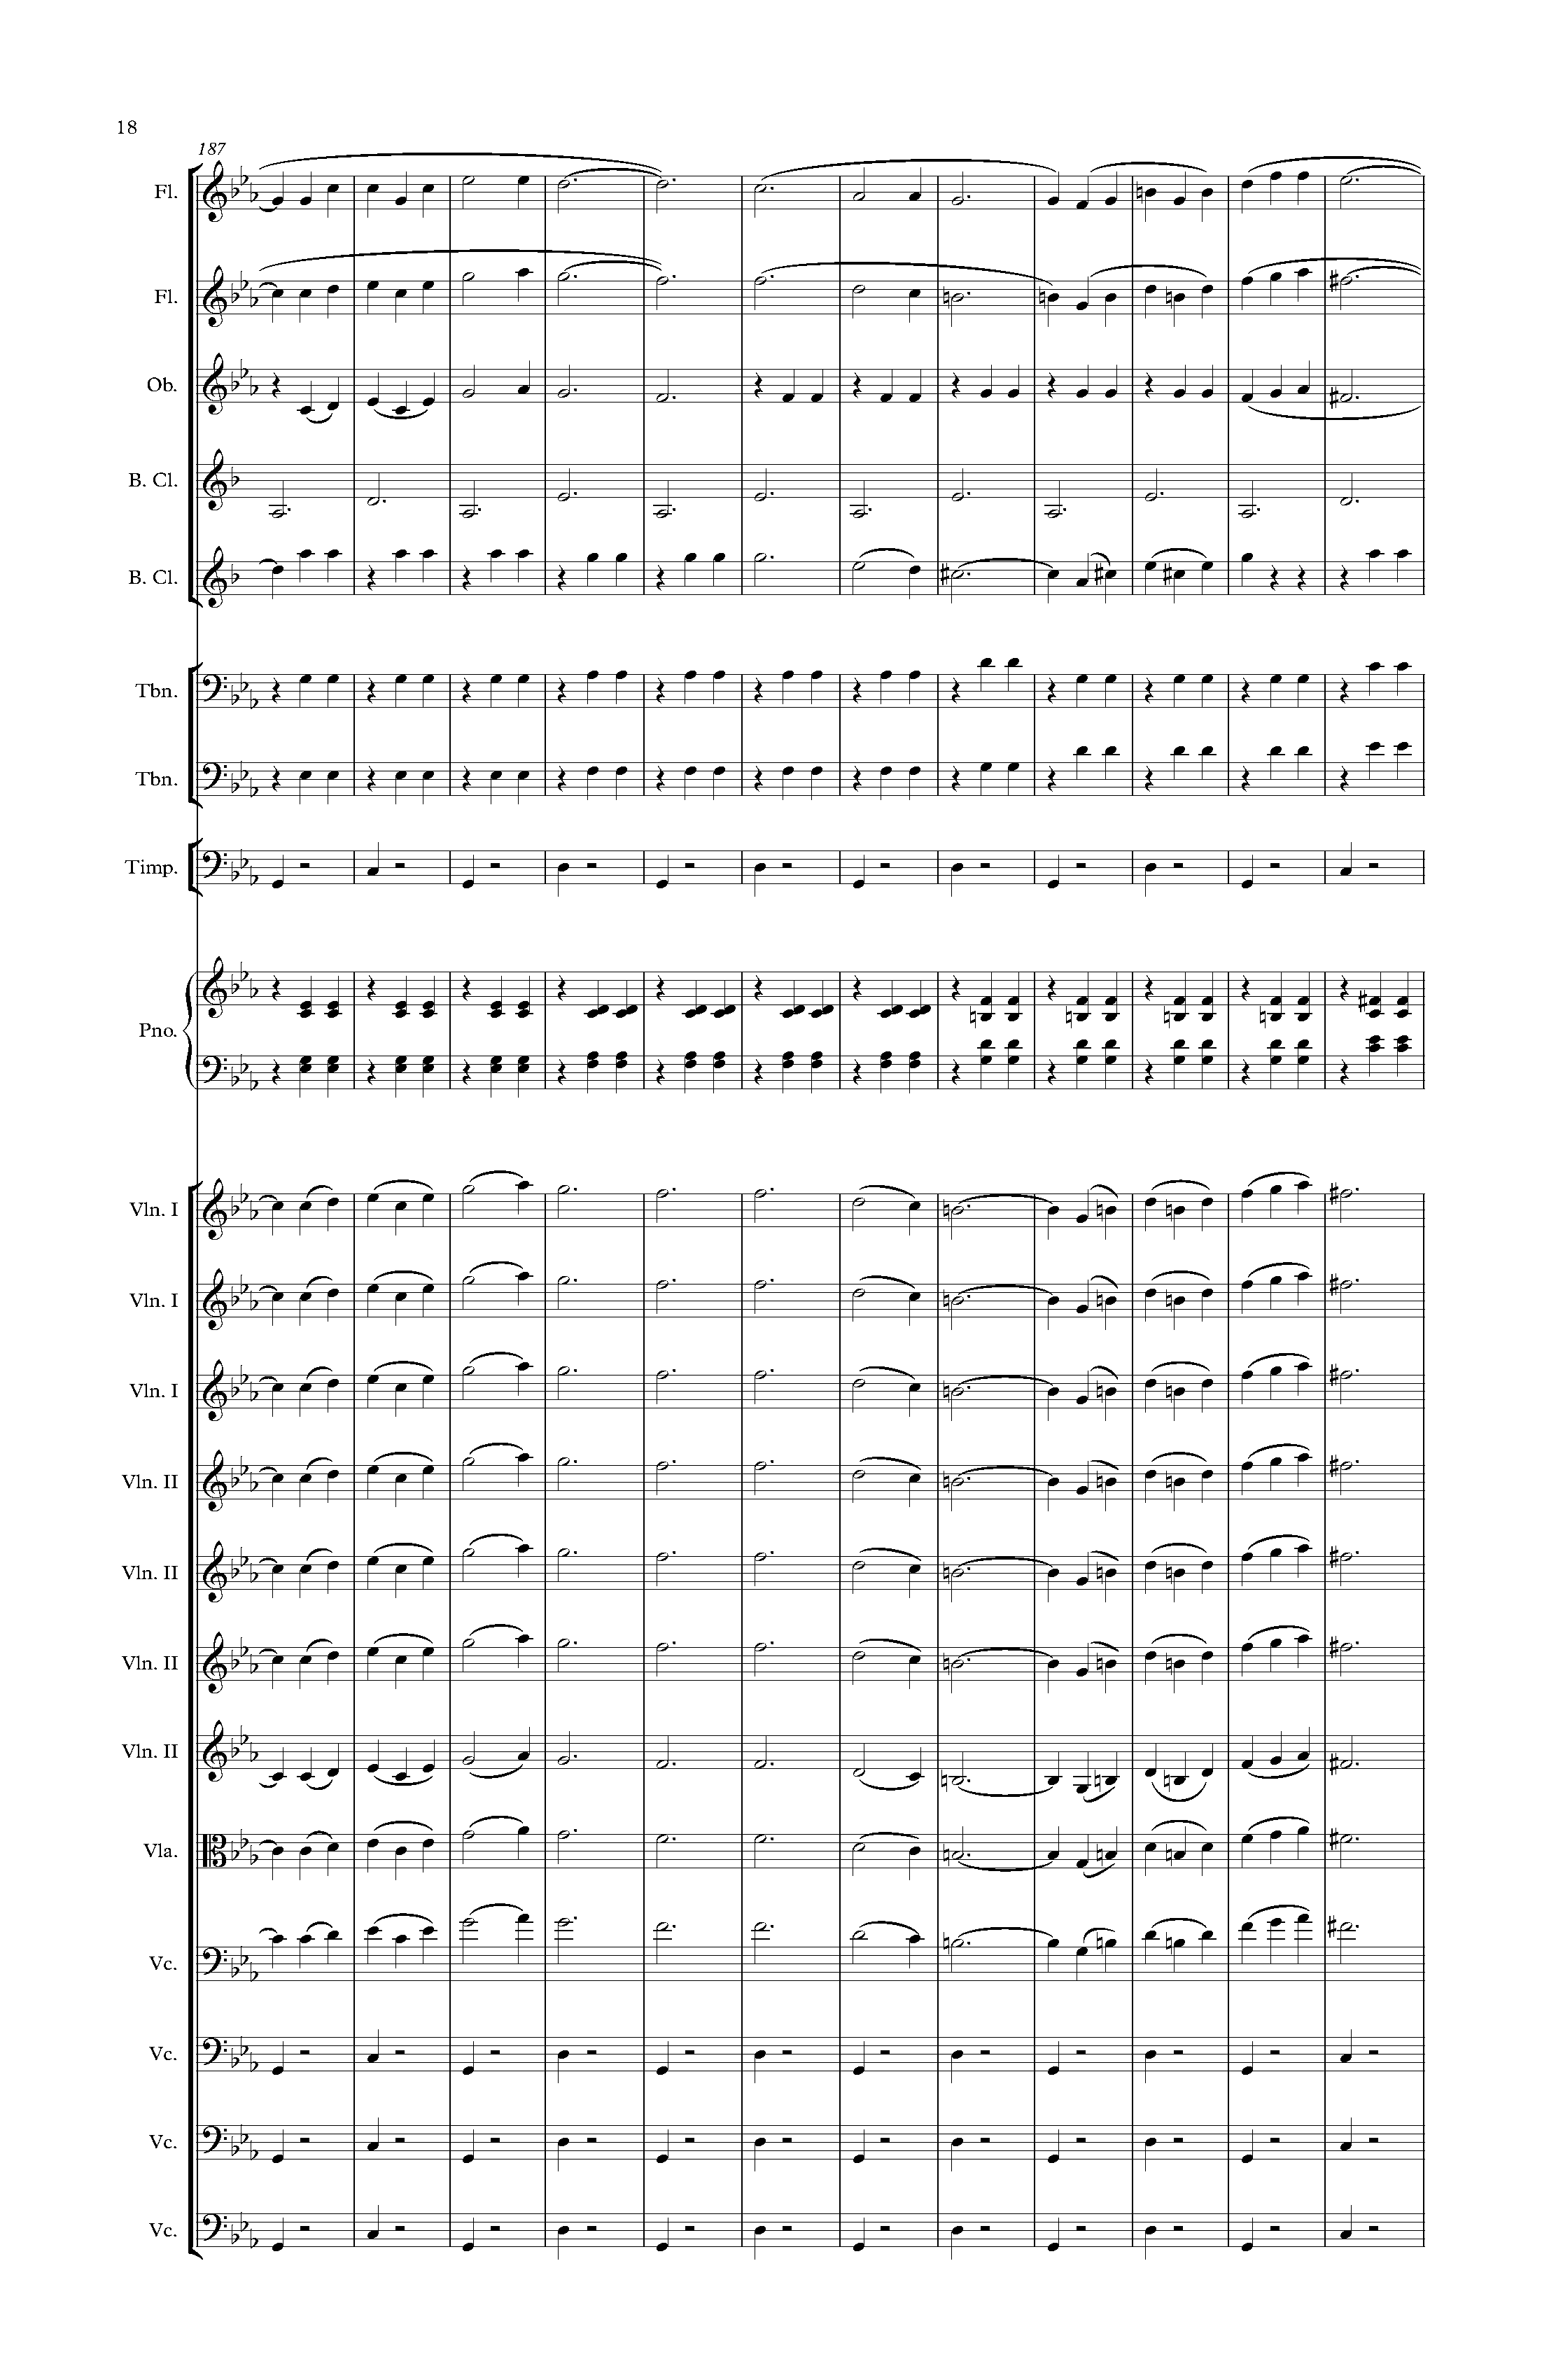 18
187
Fl.
Fl.
Ob.
B. Cl.
B. Cl.
Tbn.
Tbn.
Timp.
Pno.
Vln. I
Vln. I
Vln. I
Vln. II
Vln. II
Vln. II
Vln. II
Vla.
Vc.
Vc.
Vc.
Vc.